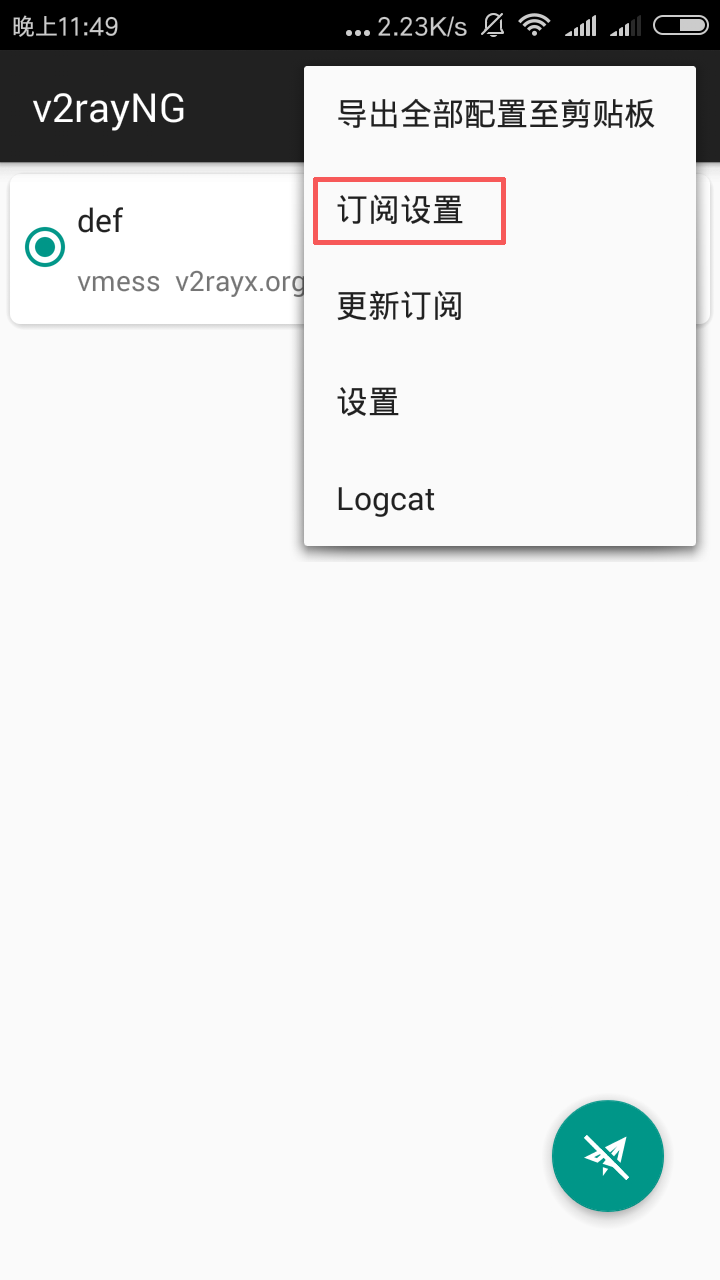 晚上11:49
...2.23K/s
v2rayNG
导出全部配置至剪贴板
def
订阅设置
vmess v2rayx.org
更新订阅
设置
Logcat